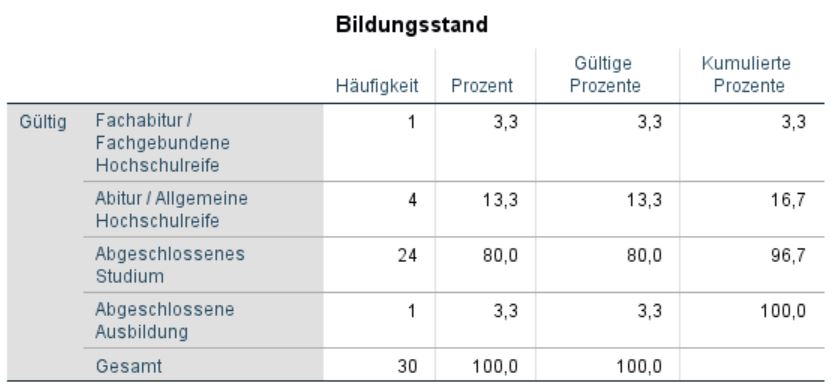 Bildungsstand
Häufigkeit Prozent Gültige Prozente Kumulierte Prozente
Gültig Fachabitur / Fachgebundene Hochschulreife 1 3,3 3,3 3,3
Abitur / Allgemeine Hochschulreife 4 13,3 13,3 16,7
Abgeschlossenes Studium 24 80,0 80,0 96,7
Abgeschlossene Ausbildung 1 3,3 3,3 100,0
Gesamt 30 100,0 100,0